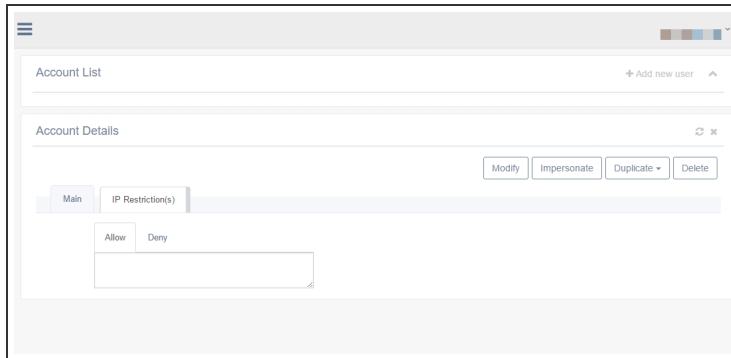 Account List
Add new user
Account Details
Modify Impersonate Duplicate Delete
Main IP Restriction(s)
Allow Deny